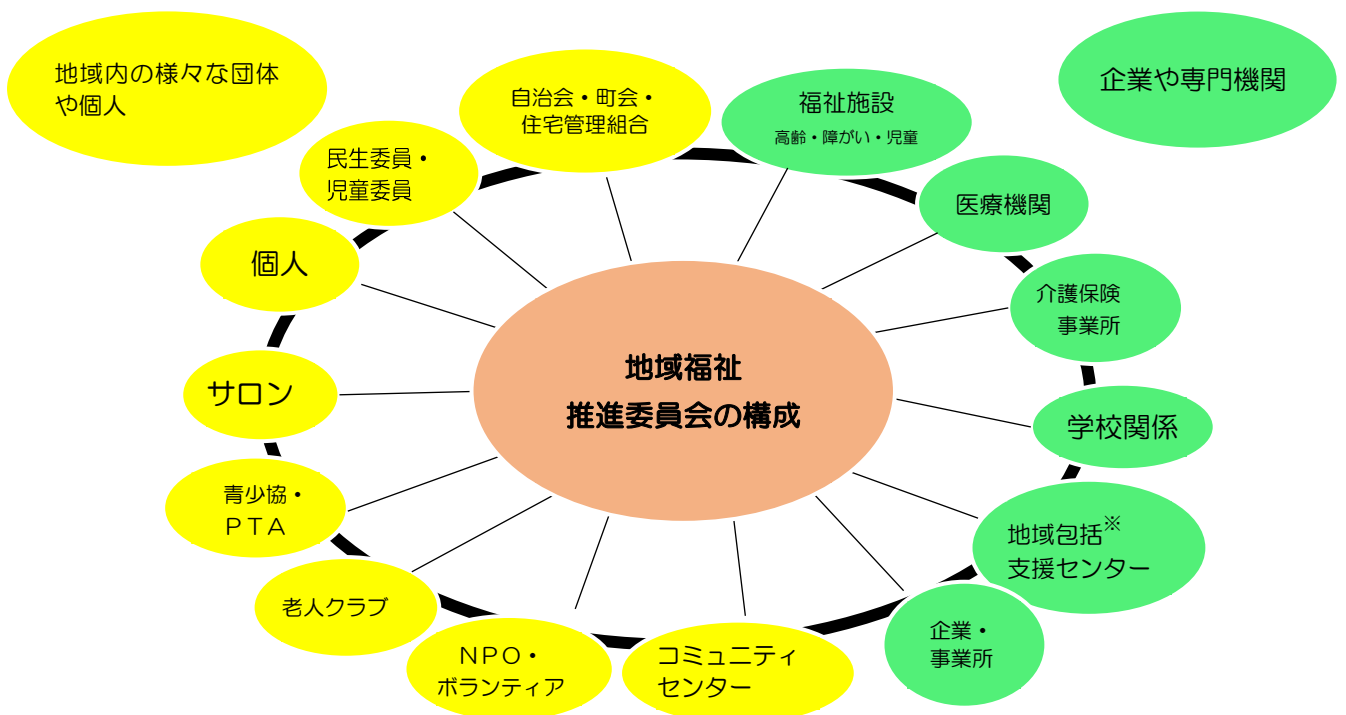 地域内の様々な団体
や個人
企業や専門機関
自治会・町会・
住宅管理組合
福祉施設
高齢・障がい・児童
民生委員・
児童委員
医療機関
個人
介護保険
事業所
地域福祉
推進委員会の構成
サロン
学校関係
青少協・
ＰＴＡ
地域包括※
支援センター
老人クラブ
企業・
事業所
ＮＰＯ・
ボランティア
コミュニティ
センター